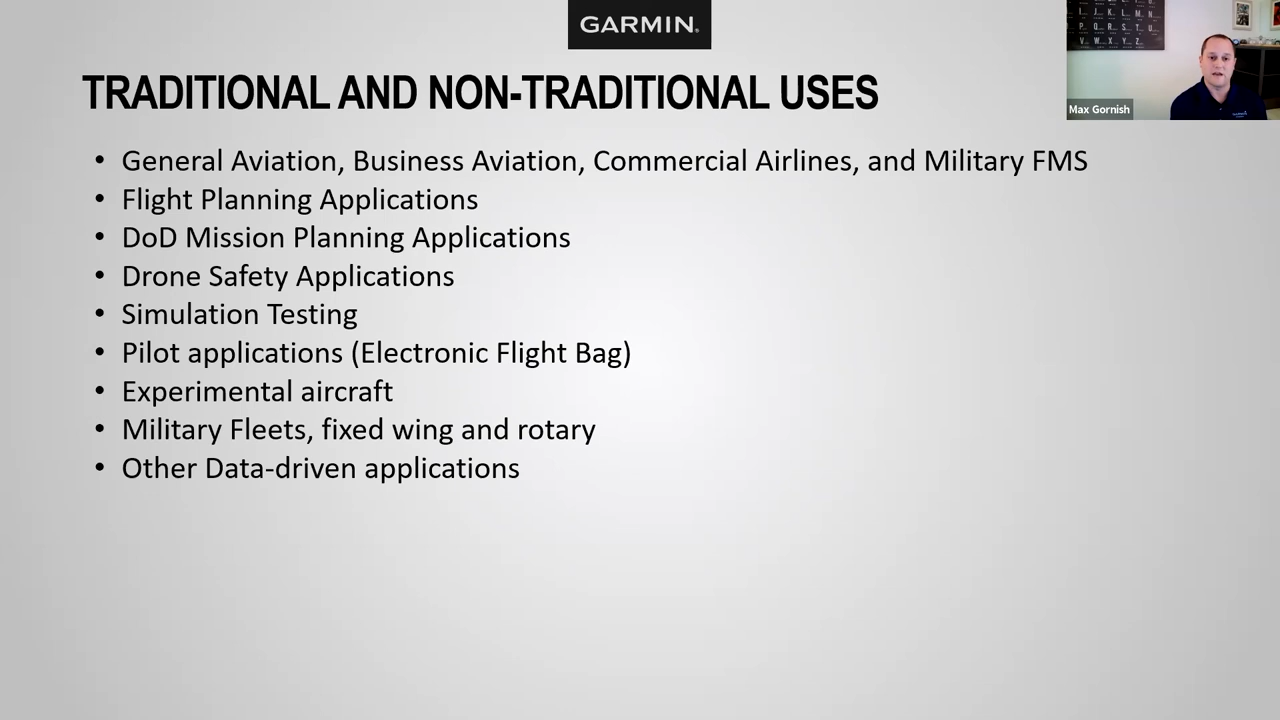 GARMIN.
TRADITIONAL AND NON-TRADITIONAL USES
• General Aviation, Business Aviation, Commercial Airlines, and Military FMS
• Flight Planning Applications
• DoD Mission Planning Applications
• Drone Safety Applications
• Simulation Testing
• Pilot applications (Electronic Flight Bag)
• Experimental aircraft
• Military Fleets, fixed wing and rotary
• Other Data-driven applications
I J K L M N
P Q R S T U
V W X Y Z
Max Gornish